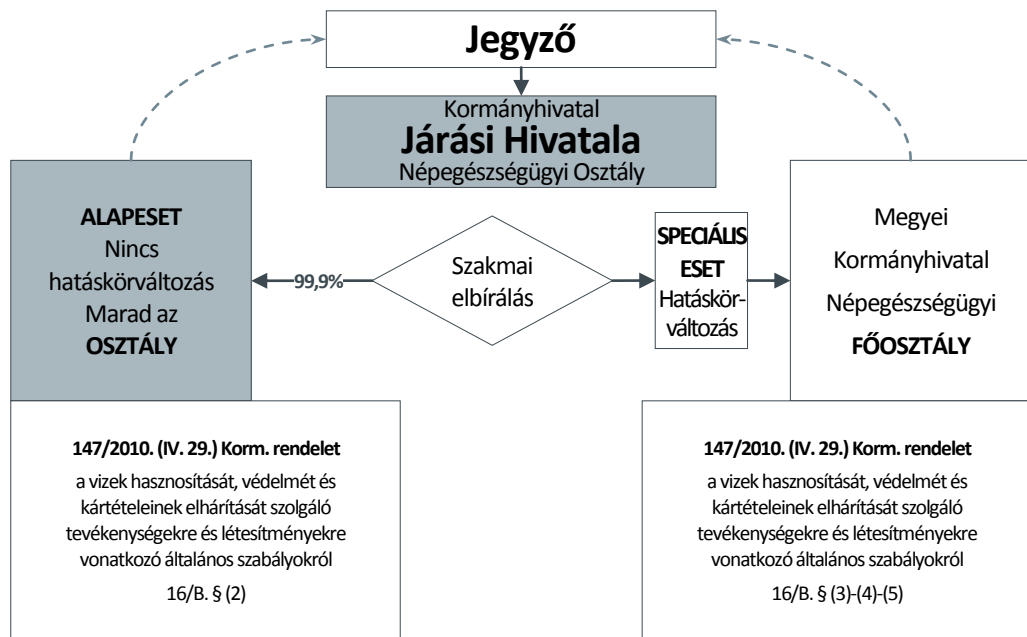 Jegyző
Kormányhivatal
Járási Hivatala
Népegészségügyi Osztály
ALAPESET
Nincs
hatáskörváltozás
Marad az
OSZTÁLY
99,9%
Szakmai
elbírálás
SPECIÁLIS
ESET
Hatáskör-
változás
Megyei
Kormányhivatal
Népegészségügyi
FŐOSZTÁLY
147/2010. (IV. 29.) Korm. rendelet
a vizek hasznosítását, védelmét és
kártételeinek elhárítását szolgáló
tevékenységekre és létesítményekre
vonatkozó általános szabályokról
16/B. § (2)
147/2010. (IV. 29.) Korm. rendelet
a vizek hasznosítását, védelmét és
kártételeinek elhárítását szolgáló
tevékenységekre és létesítményekre
vonatkozó általános szabályokról
16/B. § (3)-(4)-(5)